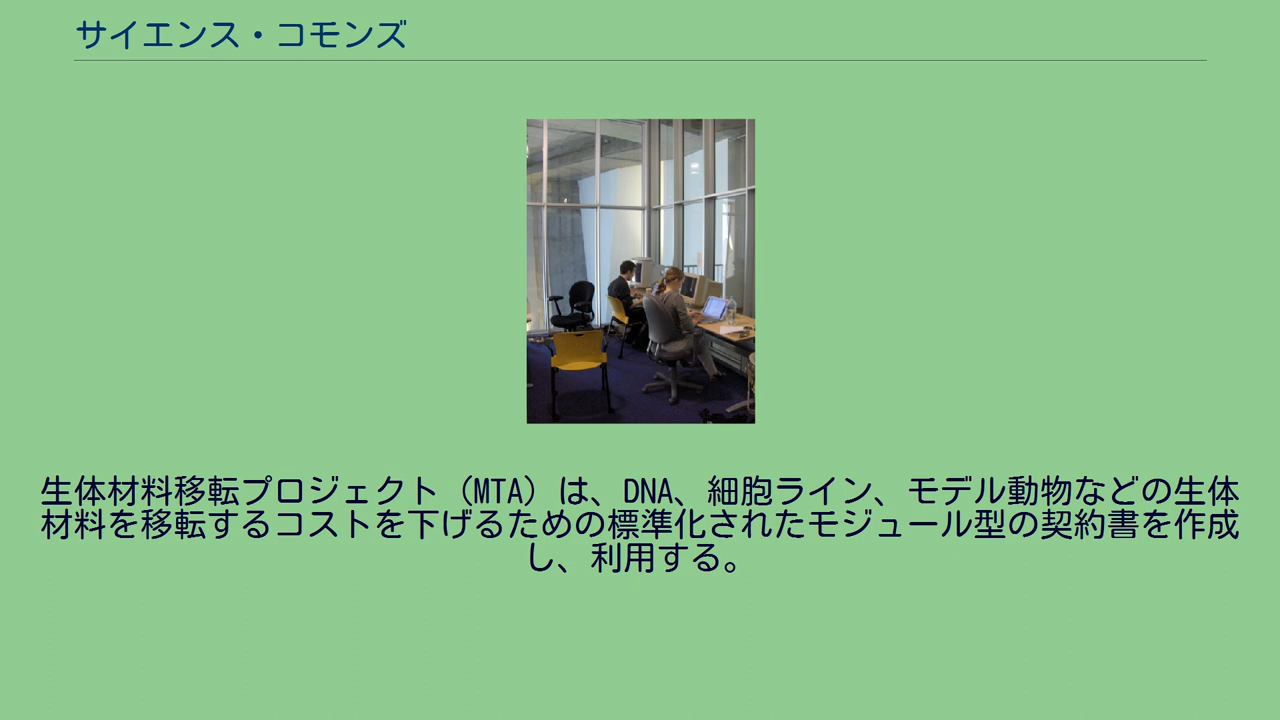 サイエンス・コモンズ
生体材料移転プロジェクト（MTA）は、DNA、細胞ライン、モデル動物などの生体
材料を移転するコストを下げるための標準化されたモジュール型の契約書を作成
し、利用する。